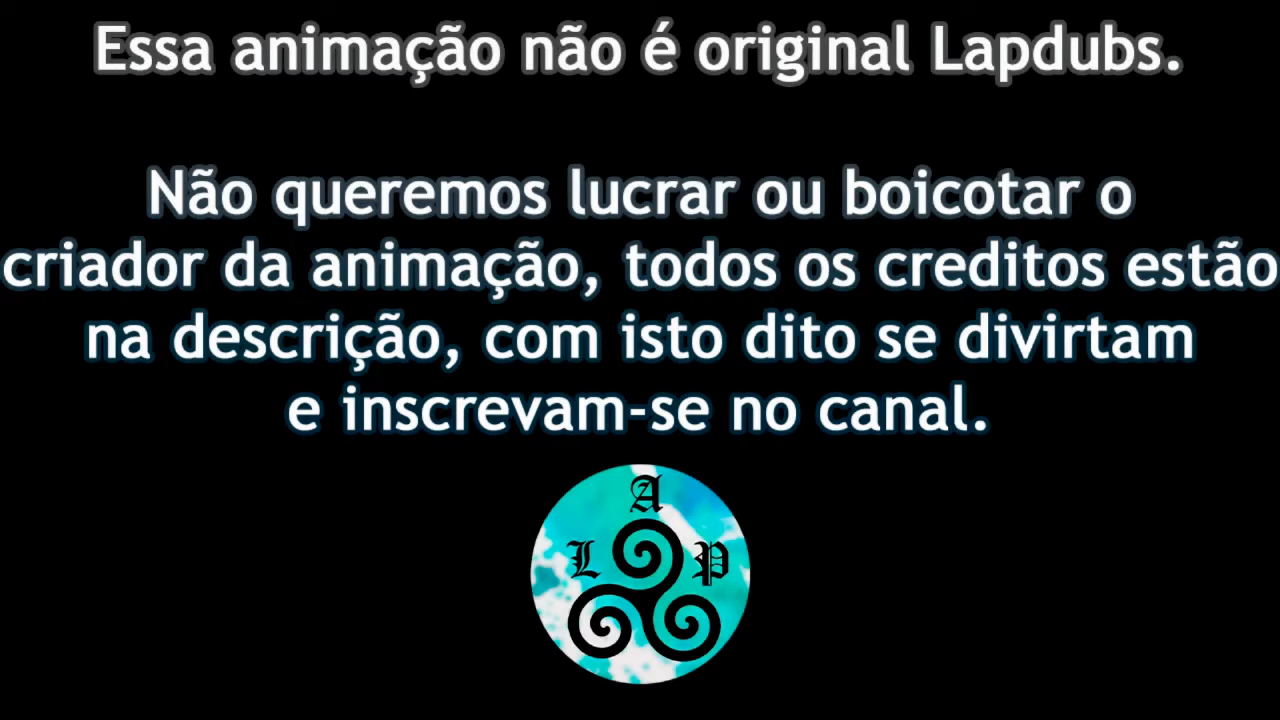 Essa animação não é original Lapdubs.
Não queremos lucrar ou boicotar o
criador da animação, todos os creditos estão
na descrição, com isto dito se divirtam
e inscrevam-se no canal.
A
L P